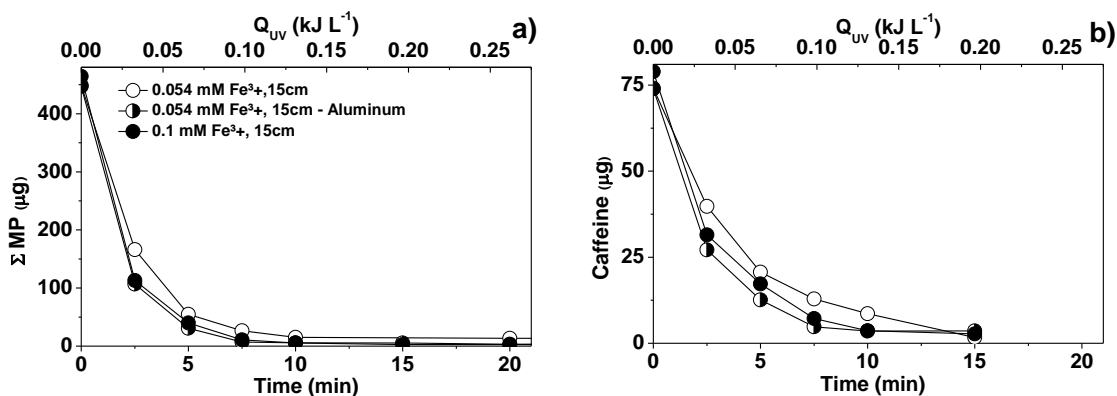 Q_UV (kJ L⁻¹)
0.00 0.05 0.10 0.15 0.20 0.25
a)
0.054 mM Fe³+,15cm
0.054 mM Fe³+, 15cm - Aluminum
0.1 mM Fe³+, 15cm
Σ MP (µg)
400
300
200
100
0
0 5 10 15 20
Time (min)
Q_UV (kJ L⁻¹)
0.00 0.05 0.10 0.15 0.20 0.25
b)
Caffeine (µg)
75
50
25
0
0 5 10 15 20
Time (min)